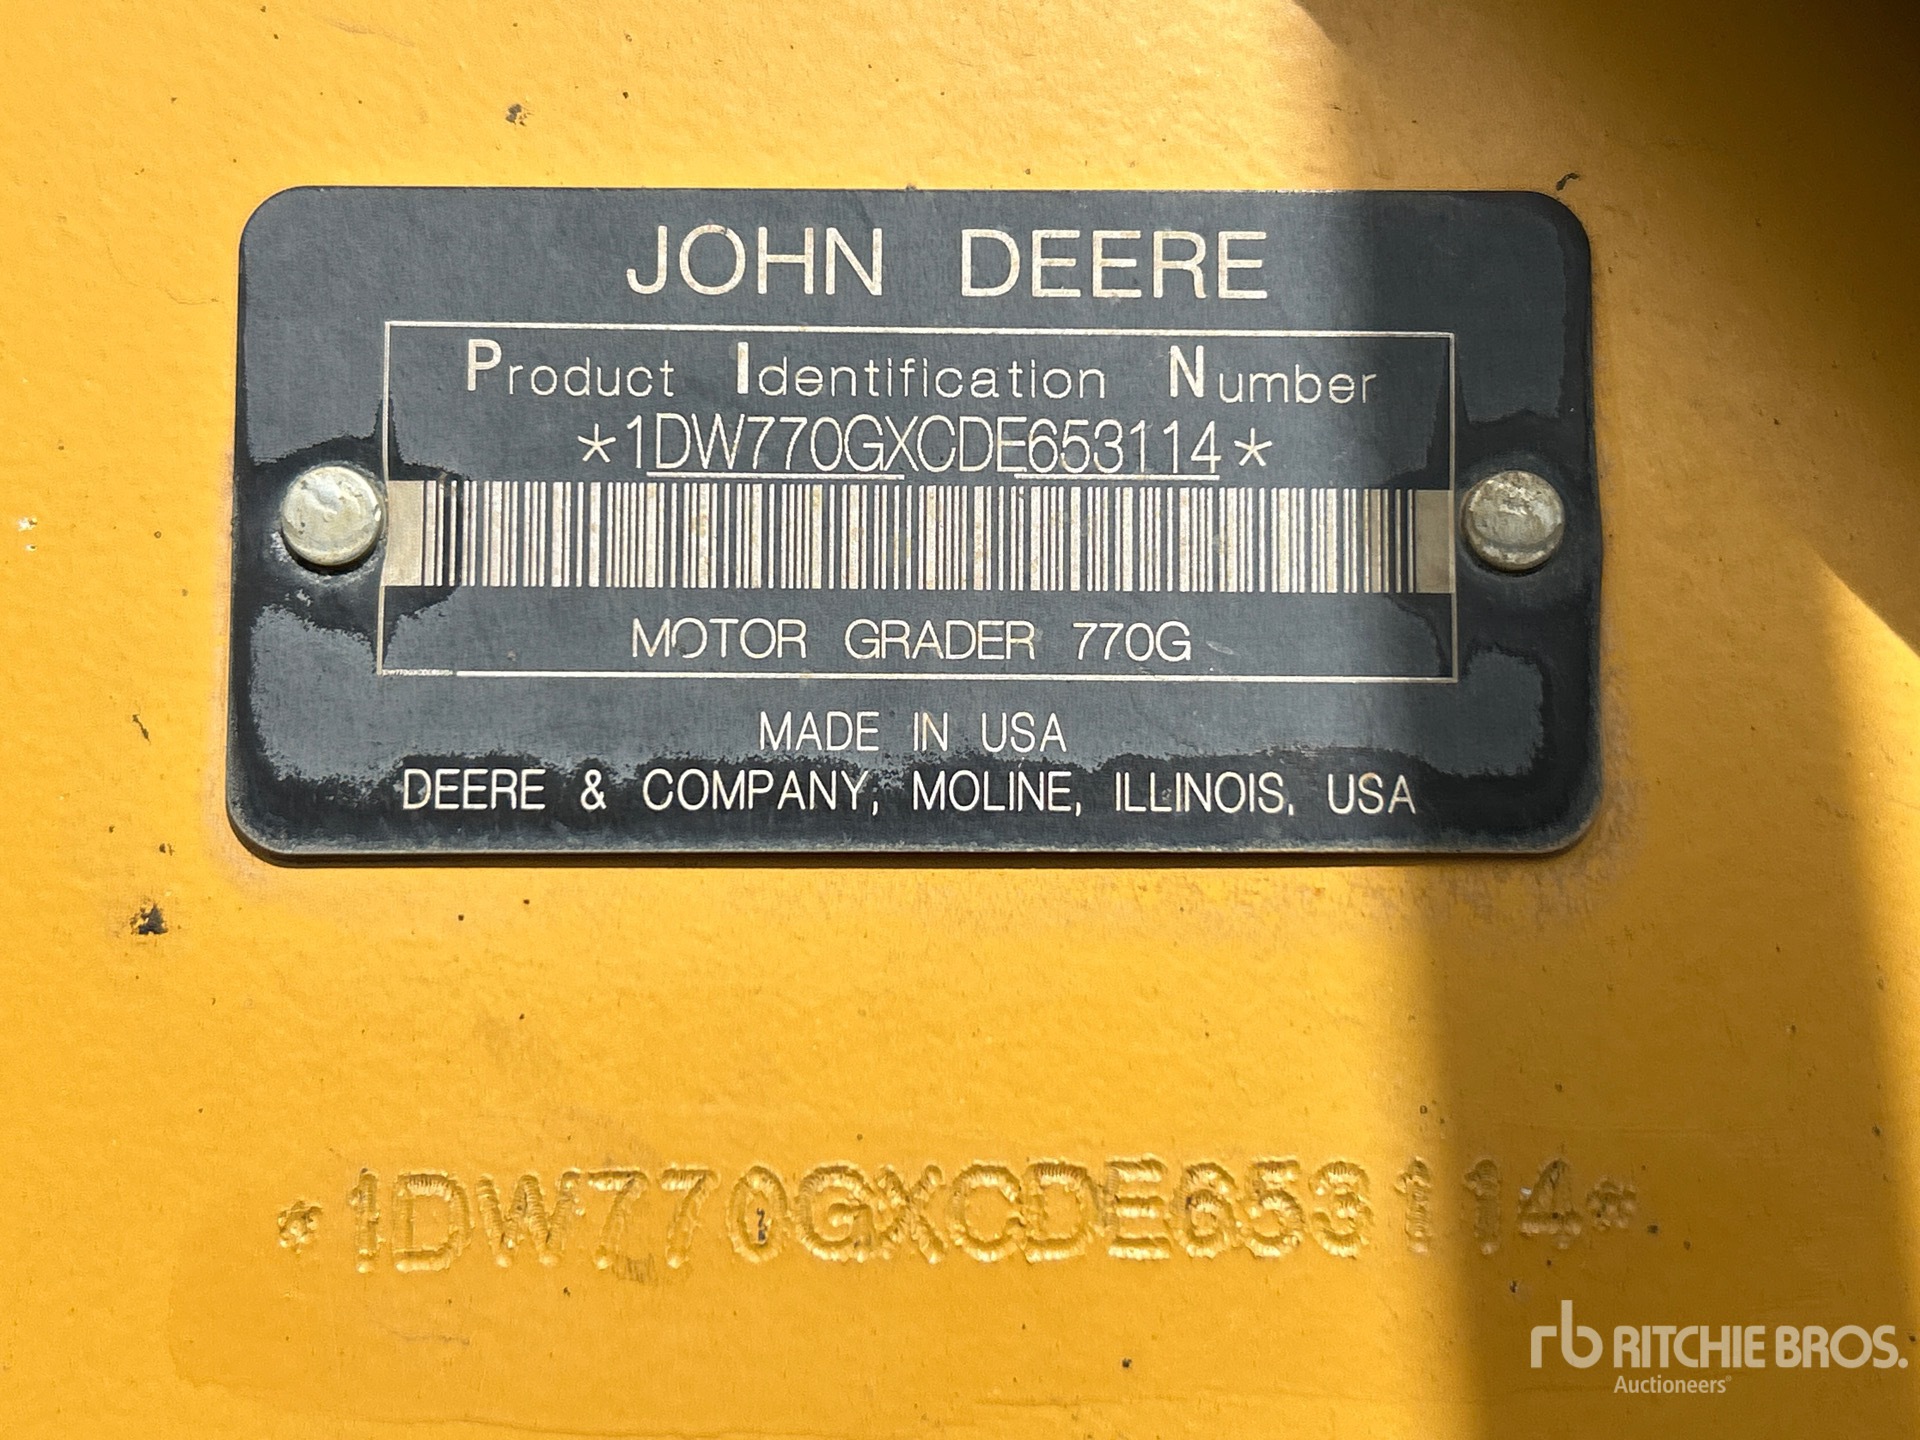 JOHN DEERE
Product Identification Number
*1DW770GXCDE653114*
MOTOR GRADER 770G
MADE IN USA
DEERE & COMPANY, MOLINE, ILLINOIS, USA
*1DW770GXCDE653114*
rb RITCHIE BROS.
Auctioneers